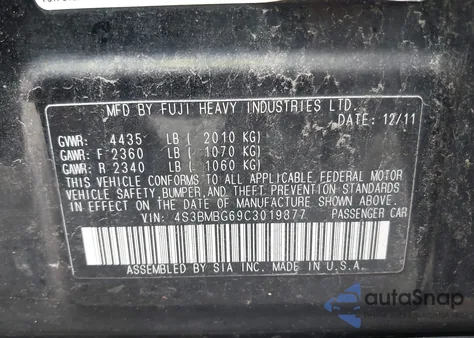 MFD BY FUJI HEAVY INDUSTRIES LTD.
DATE: 12/11
GVWR: 4435 LB ( 2010 KG)
GAWR: F 2360 LB ( 1070 KG)
GAWR: R 2340 LB ( 1060 KG)
THIS VEHICLE CONFORMS TO ALL APPLICABLE FEDERAL MOTOR
VEHICLE SAFETY, BUMPER, AND THEFT PREVENTION STANDARDS
IN EFFECT ON THE DATE OF MANUFACTURE SHOWN ABOVE.
VIN: 4S3BMBG69C3019877 PASSENGER CAR
ASSEMBLED BY SIA INC. MADE IN U.S.A.
autoSnap